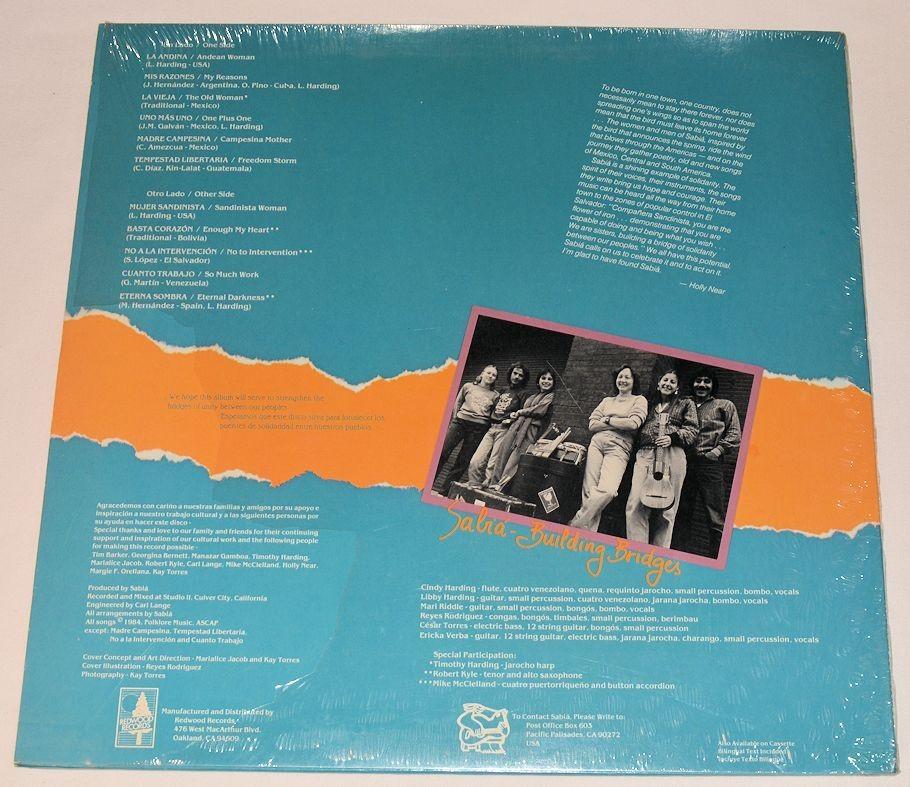 Un Lado / One Side
LA ANDINA / Andean Woman
(L. Harding - USA)
MIS RAZONES / My Reasons
(J. Hernández - Argentina, O. Pino - Cuba, L. Harding)
LA VIEJA / The Old Woman*
(Traditional - Mexico)
UNO MÁS UNO / One Plus One
(J.M. Galván - Mexico, L. Harding)
MADRE CAMPESINA / Campesina Mother
(C. Amezcua - Mexico)
TEMPESTAD LIBERTARIA / Freedom Storm
(C. Díaz, Kin-Lalat - Guatemala)
Otro Lado / Other Side
MUJER SANDINISTA / Sandinista Woman
(L. Harding - USA)
BASTA CORAZÓN / Enough My Heart**
(Traditional - Bolivia)
NO A LA INTERVENCIÓN / No to Intervention***
(S. López - El Salvador)
CUANTO TRABAJO / So Much Work
(G. Martín - Venezuela)
ETERNA SOMBRA / Eternal Darkness**
(M. Hernández - Spain, L. Harding)
To be born in one town, one country, does not
necessarily mean to stay there forever, nor does
spreading one's wings so as to span the world
mean that the bird must leave its home forever
. . . The women and men of Sabiá, inspired by
the bird that announces the spring, ride the wind
that blows through the Americas — and on the
journey they gather poetry, old and new songs
of Mexico, Central and South America.
Sabiá is a shining example of solidarity. The
spirit of their voices, their instruments, the songs
they write bring us hope and courage. Their
music can be heard all the way from their home
town to the zones of popular control in El
Salvador: "Compañera Sandinista, you are the
flower of iron . . . demonstrating that you are
capable of doing and being what you wish . . .
We are sisters, building a bridge of solidarity
between our peoples." We all have this potential.
Sabiá calls on us to celebrate it and to act on it.
I'm glad to have found Sabiá.
— Holly Near
We hope this album will serve to strengthen the
bridges of unity between our peoples
Esperamos que este disco sirva para fortalecer los
puentes de solidaridad entre nuestros pueblos
Sabiá - Building Bridges
Agracedemos con carino a nuestras familias y amigos por su apoyo e
inspiración a nuestro trabajo cultural y a las siguientes personas por
su ayuda en hacer este disco -
Special thanks and love to our family and friends for their continuing
support and inspiration of our cultural work and the following people
for making this record possible -
Tim Barker, Georgina Bernett, Manazar Gamboa, Timothy Harding,
Marialice Jacob, Robert Kyle, Carl Lange, Mike McClelland, Holly Near,
Margie F. Orellana, Kay Torres
Produced by Sabiá
Recorded and Mixed at Studio II, Culver City, California
Engineered by Carl Lange
All arrangements by Sabiá
All songs © 1984, Folklore Music, ASCAP
except: Madre Campesina, Tempestad Libertaria,
No a la Intervención and Cuanto Trabajo
Cover Concept and Art Direction - Marialice Jacob and Kay Torres
Cover Illustration - Reyes Rodríguez
Photography - Kay Torres
Cindy Harding - flute, cuatro venezolano, quena, requinto jarocho, small percussion, bombo, vocals
Libby Harding - guitar, small percussion, cuatro venezolano, jarana jarocha, bombo, vocals
Mari Riddle - guitar, small percussion, bongós, bombo, vocals
Reyes Rodríguez - congas, bongós, timbales, small percussion, berimbau
César Torres - electric bass, 12 string guitar, bongós, small percussion
Ericka Verba - guitar, 12 string guitar, electric bass, jarana jarocha, charango, small percussion, vocals
Special Participation:
*Timothy Harding - jarocho harp
**Robert Kyle - tenor and alto saxophone
***Mike McClelland - cuatro puertorriqueño and button accordion
REDWOOD
RECORDS
Manufactured and Distributed by
Redwood Records,
476 West MacArthur Blvd.
Oakland, CA 94609
To Contact Sabiá, Please Write to:
Post Office Box 603
Pacific Palisades, CA 90272
USA
Also Available on Cassette
Bilingual Text Included
Incluye Texto Bilingüe